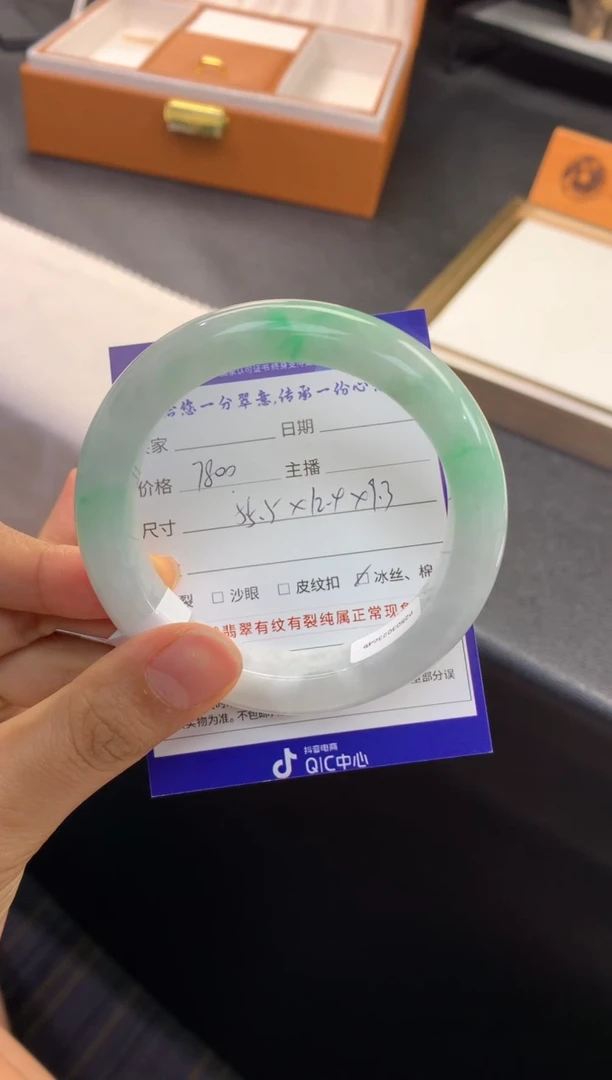 您一分翠意,传承一份心
家 日期
价格 7800 主播
尺寸 55.5×12.4×9.3
裂 □ 沙眼 □ 皮纹扣 ☑ 冰丝、棉
翡翠有纹有裂纯属正常现象
实物为准。不包
部分误
抖音电商
QIC中心